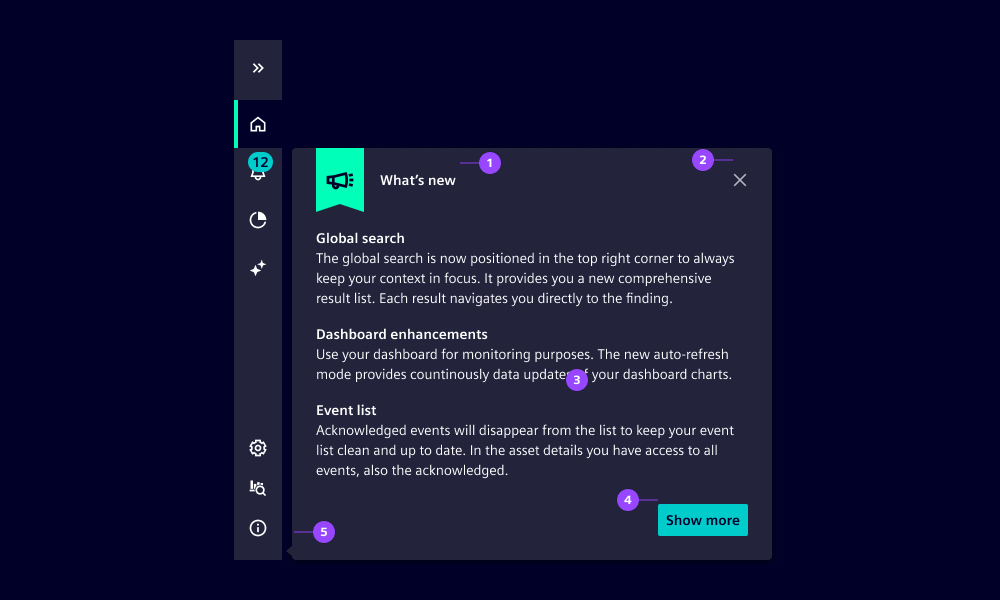 12
1
2
What's new
Global search
The global search is now positioned in the top right corner to always
keep your context in focus. It provides you a new comprehensive
result list. Each result navigates you directly to the finding.
Dashboard enhancements
Use your dashboard for monitoring purposes. The new auto-refresh
mode provides countinously data updates of your dashboard charts.
3
Event list
Acknowledged events will disappear from the list to keep your event
list clean and up to date. In the asset details you have access to all
events, also the acknowledged.
4
Show more
5